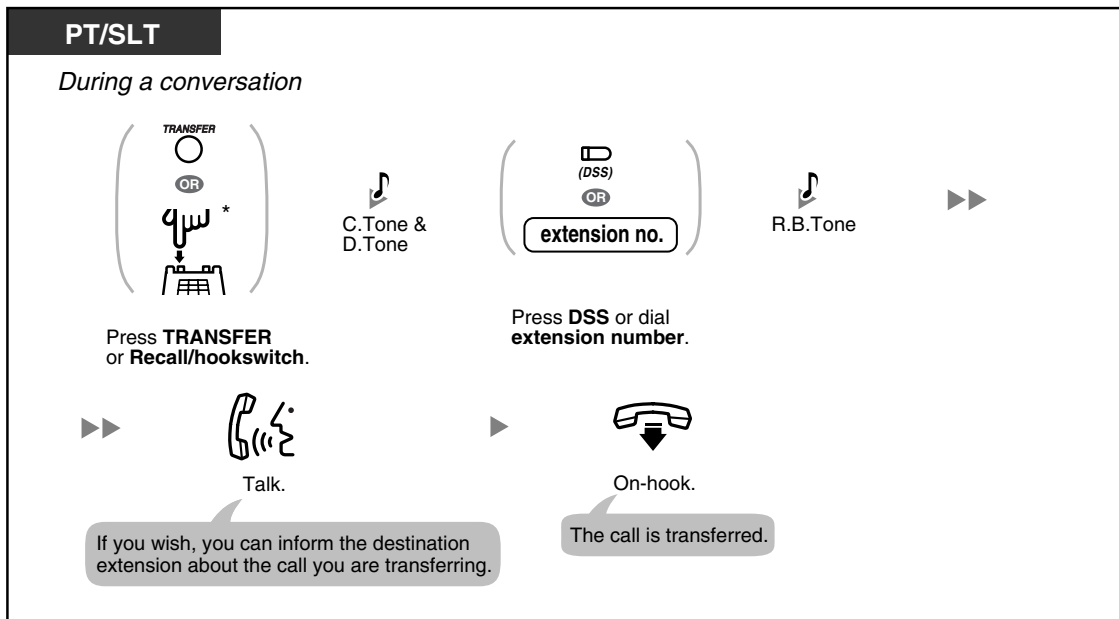 PT/SLT
During a conversation
TRANSFER
OR
*
C.Tone &
D.Tone
(DSS)
OR
extension no.
R.B.Tone
Press TRANSFER
or Recall/hookswitch.
Press DSS or dial
extension number.
Talk.
If you wish, you can inform the destination
extension about the call you are transferring.
On-hook.
The call is transferred.